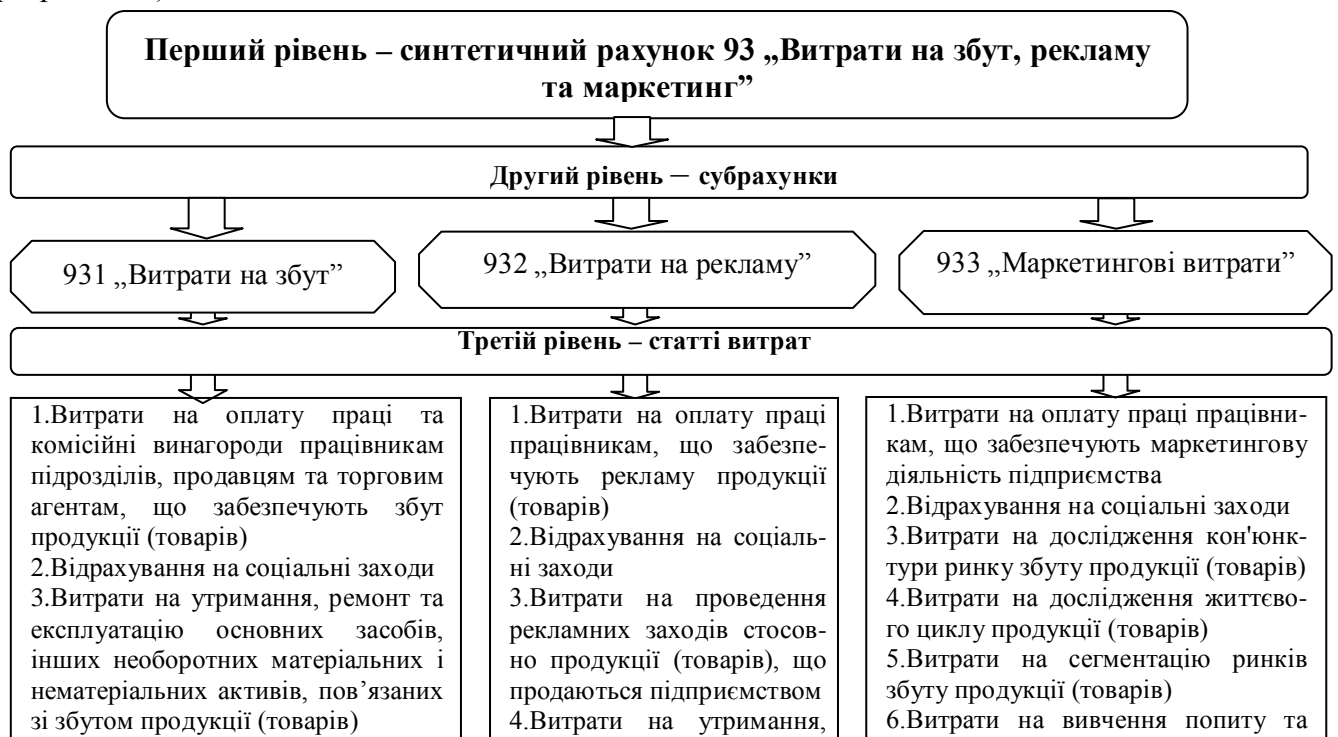 Перший рівень – синтетичний рахунок 93 „Витрати на збут, рекламу
та маркетинг”
Другий рівень – субрахунки
931 „Витрати на збут”
932 „Витрати на рекламу”
933 „Маркетингові витрати”
Третій рівень – статті витрат
1.Витрати на оплату праці та
комісійні винагороди працівникам
підрозділів, продавцям та торговим
агентам, що забезпечують збут
продукції (товарів)
2.Відрахування на соціальні заходи
3.Витрати на утримання, ремонт та
експлуатацію основних засобів,
інших необоротних матеріальних і
нематеріальних активів, пов’язаних
зі збутом продукції (товарів)
1.Витрати на оплату праці
працівникам, що забезпе-
чують рекламу продукції
(товарів)
2.Відрахування на соціаль-
ні заходи
3.Витрати на проведення
рекламних заходів стосов-
но продукції (товарів), що
продаються підприємством
4.Витрати на утримання,
1.Витрати на оплату праці працівни-
кам, що забезпечують маркетингову
діяльність підприємства
2.Відрахування на соціальні заходи
3.Витрати на дослідження кон'юнк-
тури ринку збуту продукції (товарів)
4.Витрати на дослідження життєво-
го циклу продукції (товарів)
5.Витрати на сегментацію ринків
збуту продукції (товарів)
6.Витрати на вивчення попиту та